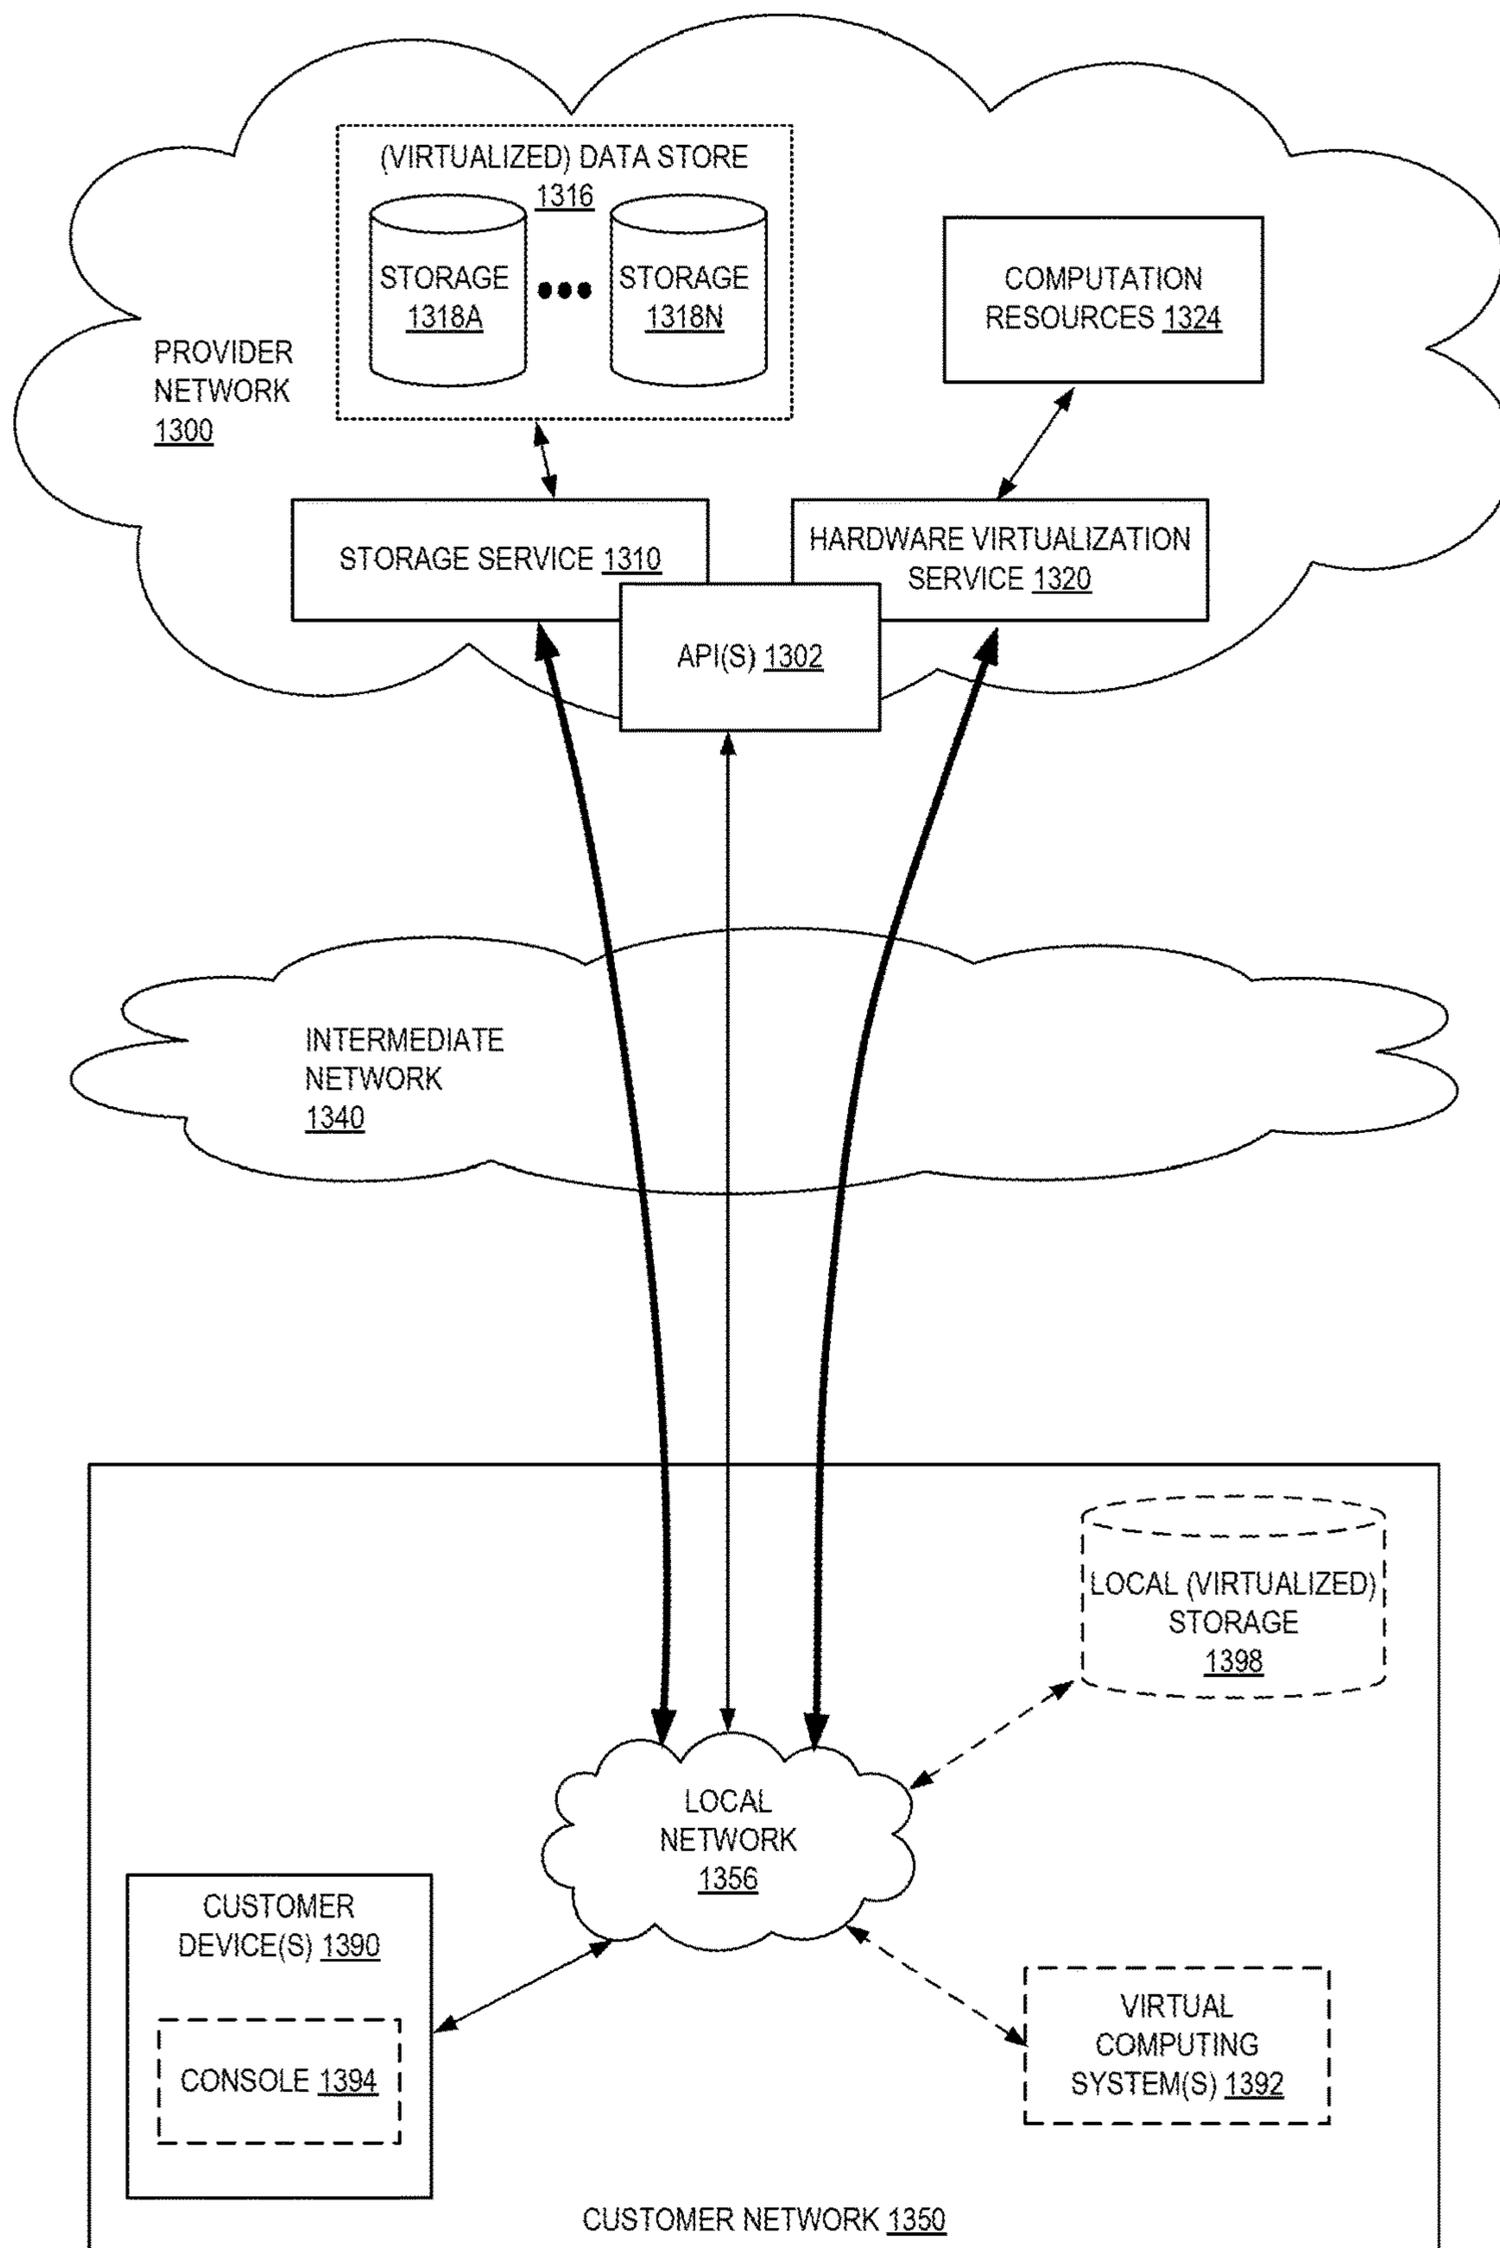 (VIRTUALIZED) DATA STORE
1316
STORAGE
1318A
STORAGE
1318N
COMPUTATION
RESOURCES 1324
PROVIDER
NETWORK
1300
STORAGE SERVICE 1310
HARDWARE VIRTUALIZATION
SERVICE 1320
API(S) 1302
INTERMEDIATE
NETWORK
1340
LOCAL (VIRTUALIZED)
STORAGE
1398
LOCAL
NETWORK
1356
CUSTOMER
DEVICE(S) 1390
CONSOLE 1394
VIRTUAL
COMPUTING
SYSTEM(S) 1392
CUSTOMER NETWORK 1350